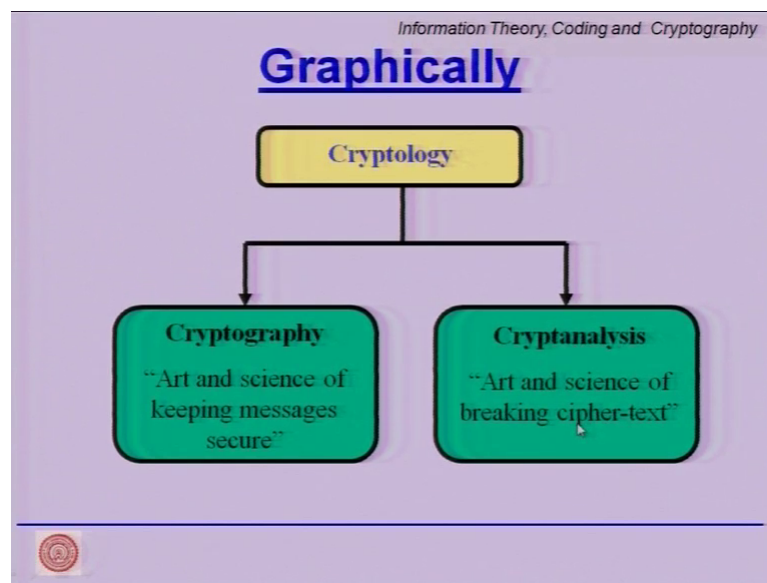 Information Theory, Coding and Cryptography
Graphically
Cryptology
Cryptography
“Art and science of
keeping messages
secure”
Cryptanalysis
“Art and science of
breaking cipher-text”